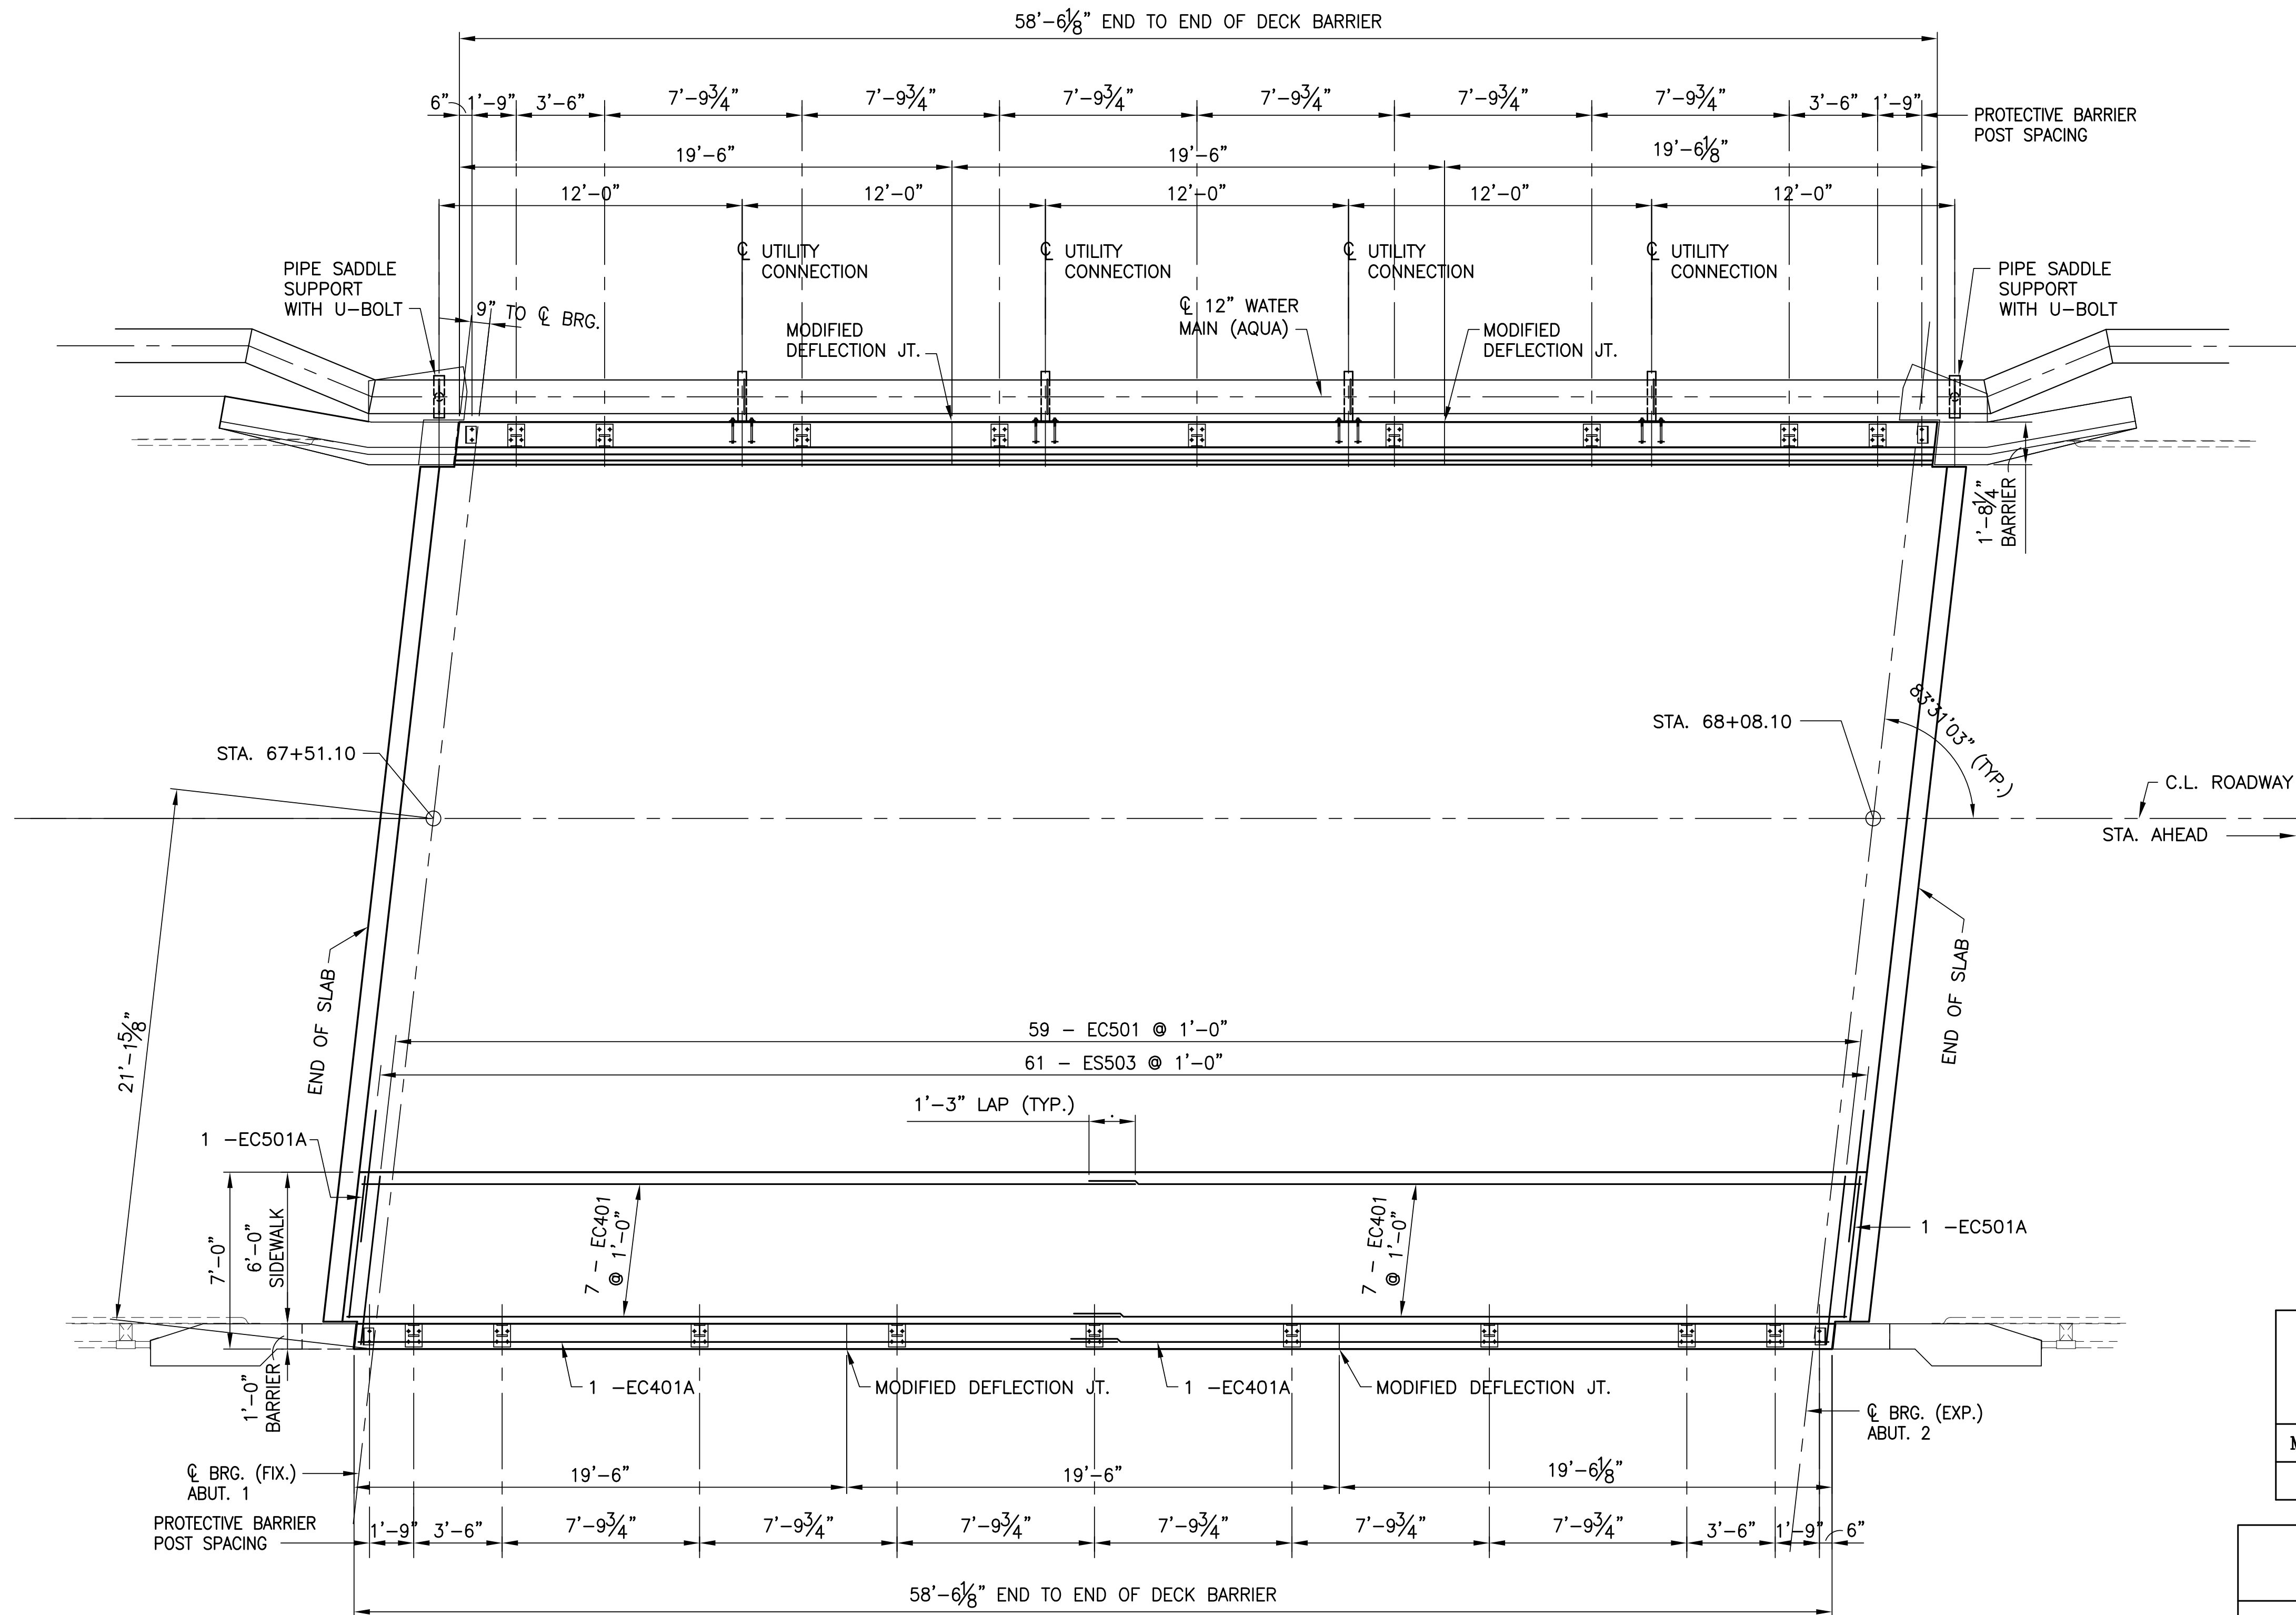 58'-6⅛" END TO END OF DECK BARRIER
6" 1'-9" 3'-6" 7'-9¾" 7'-9¾" 7'-9¾" 7'-9¾" 7'-9¾" 7'-9¾" 3'-6" 1'-9"
PROTECTIVE BARRIER
POST SPACING
19'-6" 19'-6" 19'-6⅛"
12'-0" 12'-0" 12'-0" 12'-0" 12'-0"
℄ UTILITY
CONNECTION
℄ UTILITY
CONNECTION
℄ UTILITY
CONNECTION
℄ UTILITY
CONNECTION
PIPE SADDLE
SUPPORT
WITH U-BOLT
9" TO ℄ BRG.
MODIFIED
DEFLECTION JT.
℄ 12" WATER
MAIN (AQUA)
MODIFIED
DEFLECTION JT.
PIPE SADDLE
SUPPORT
WITH U-BOLT
1'-8¼"
BARRIER
STA. 67+51.10
STA. 68+08.10
83°31'03" (TYP.)
C.L. ROADWAY
STA. AHEAD
END OF SLAB
END OF SLAB
21'-1⅝"
59 - EC501 @ 1'-0"
61 - ES503 @ 1'-0"
1'-3" LAP (TYP.)
1 -EC501A
7'-0"
6'-0"
SIDEWALK
7 - EC401
@ 1'-0"
7 - EC401
@ 1'-0"
1 -EC501A
1'-0"
BARRIER
1 -EC401A
MODIFIED DEFLECTION JT.
1 -EC401A
MODIFIED DEFLECTION JT.
℄ BRG. (EXP.)
ABUT. 2
℄ BRG. (FIX.)
ABUT. 1
19'-6" 19'-6" 19'-6⅛"
PROTECTIVE BARRIER
POST SPACING
1'-9" 3'-6" 7'-9¾" 7'-9¾" 7'-9¾" 7'-9¾" 7'-9¾" 7'-9¾" 3'-6" 1'-9" 6"
58'-6⅛" END TO END OF DECK BARRIER